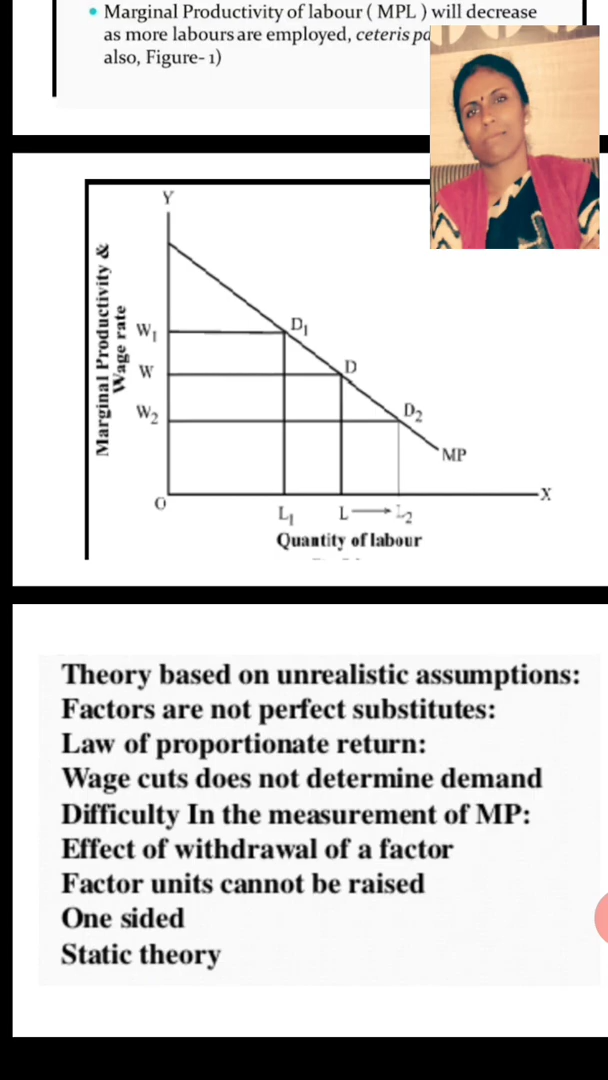 • Marginal Productivity of labour ( MPL ) will decrease
as more labours are employed, ceteris
also, Figure- 1)
Y
Marginal Productivity &
Wage rate
W1
D1
W
D
W2
D2
MP
O
X
L1
L
L2
Quantity of labour
Theory based on unrealistic assumptions:
Factors are not perfect substitutes:
Law of proportionate return:
Wage cuts does not determine demand
Difficulty In the measurement of MP:
Effect of withdrawal of a factor
Factor units cannot be raised
One sided
Static theory